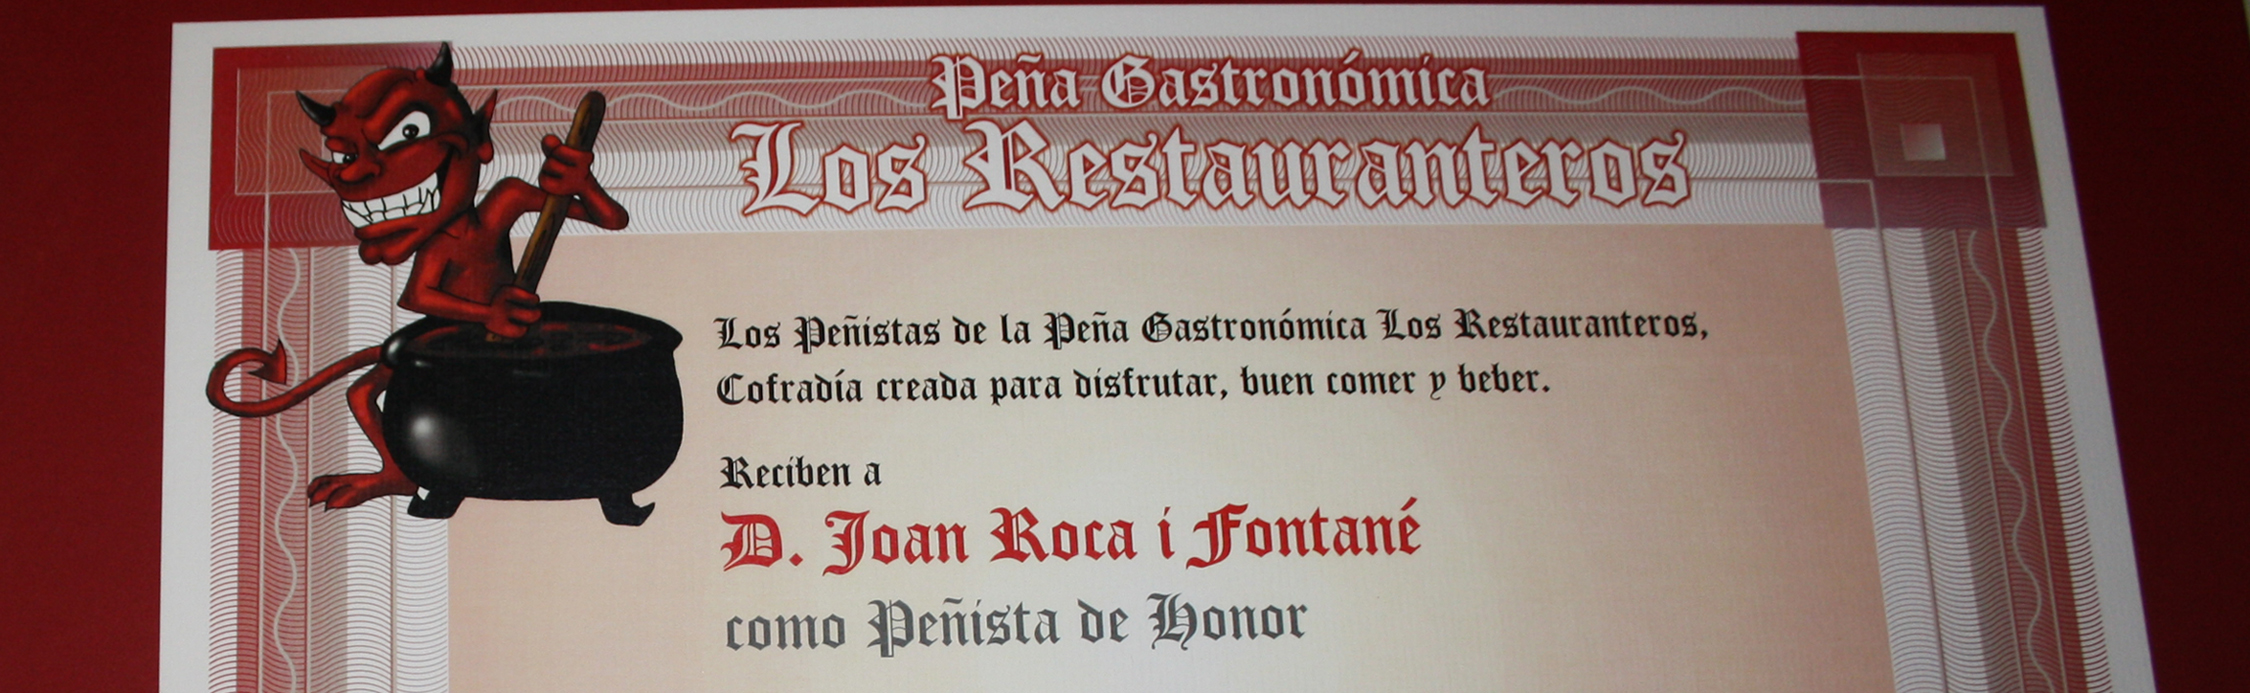 Peña Gastronómica
Los Restauranteros
Los Peñistas de la Peña Gastronómica Los Restauranteros,
Cofradía creada para disfrutar, buen comer y beber.
Reciben a
D. Joan Roca i Fontané
como Peñista de Honor